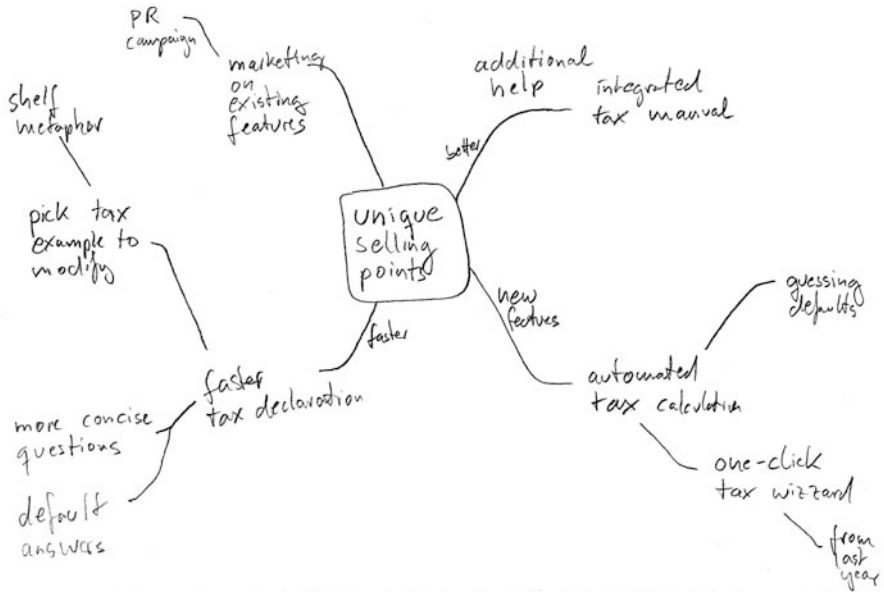 PR
campaign
marketing
on
existing
features
shelf
metaphor
pick tax
example to
modify
additional
help
integrated
tax manual
better
unique
selling
points
new
features
faster
guessing
defaults
automated
tax calculation
faster
tax declaration
more concise
questions
default
answers
one-click
tax wizzard
from
last
year